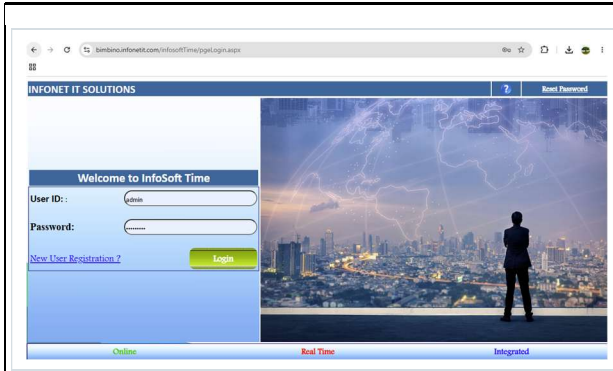 bimbino.infonetit.com/infosoftTime/pgeLogin.aspx
INFONET IT SOLUTIONS
?
Reset Password
Welcome to InfoSoft Time
User ID: :
admin
Password:
.........
New User Registration ?
Login
Online
Real Time
Integrated